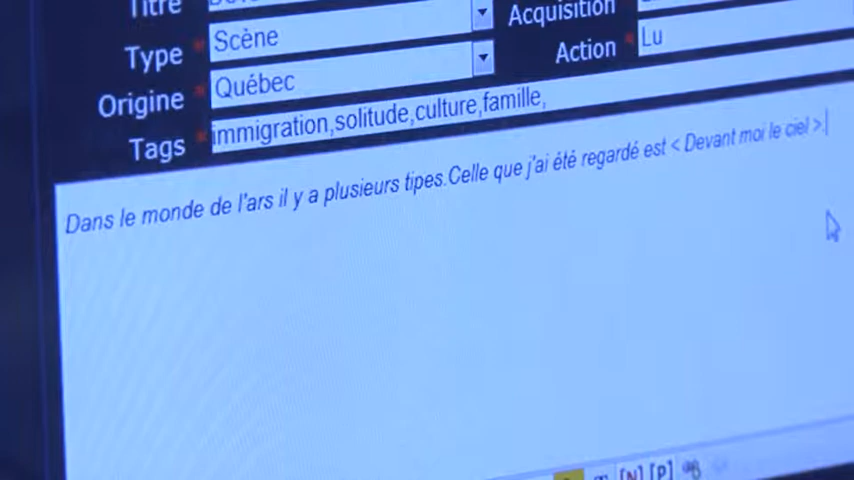 Titre
Acquisition
Type * Scène
Action * Lu
Origine * Québec
Tags * immigration,solitude,culture,famille,
Dans le monde de l'ars il y a plusieurs tipes.Celle que j'ai été regardé est < Devant moi le ciel >.
[N] [P]